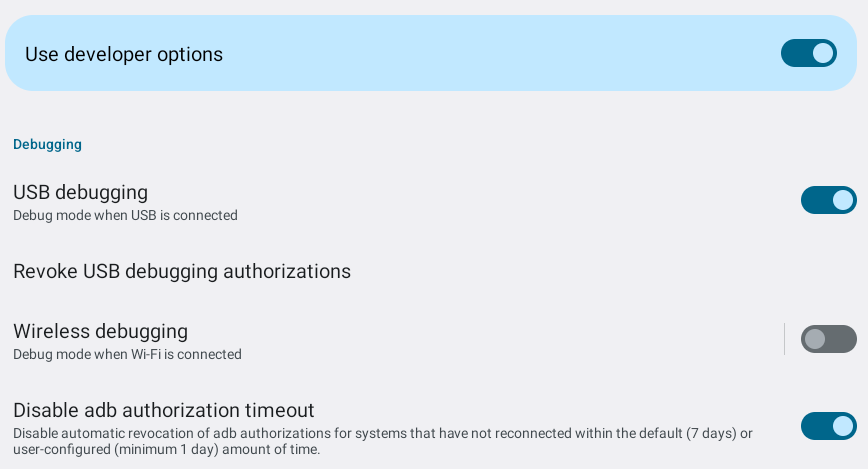 Use developer options
Debugging
USB debugging
Debug mode when USB is connected
Revoke USB debugging authorizations
Wireless debugging
Debug mode when Wi-Fi is connected
Disable adb authorization timeout
Disable automatic revocation of adb authorizations for systems that have not reconnected within the default (7 days) or
user-configured (minimum 1 day) amount of time.